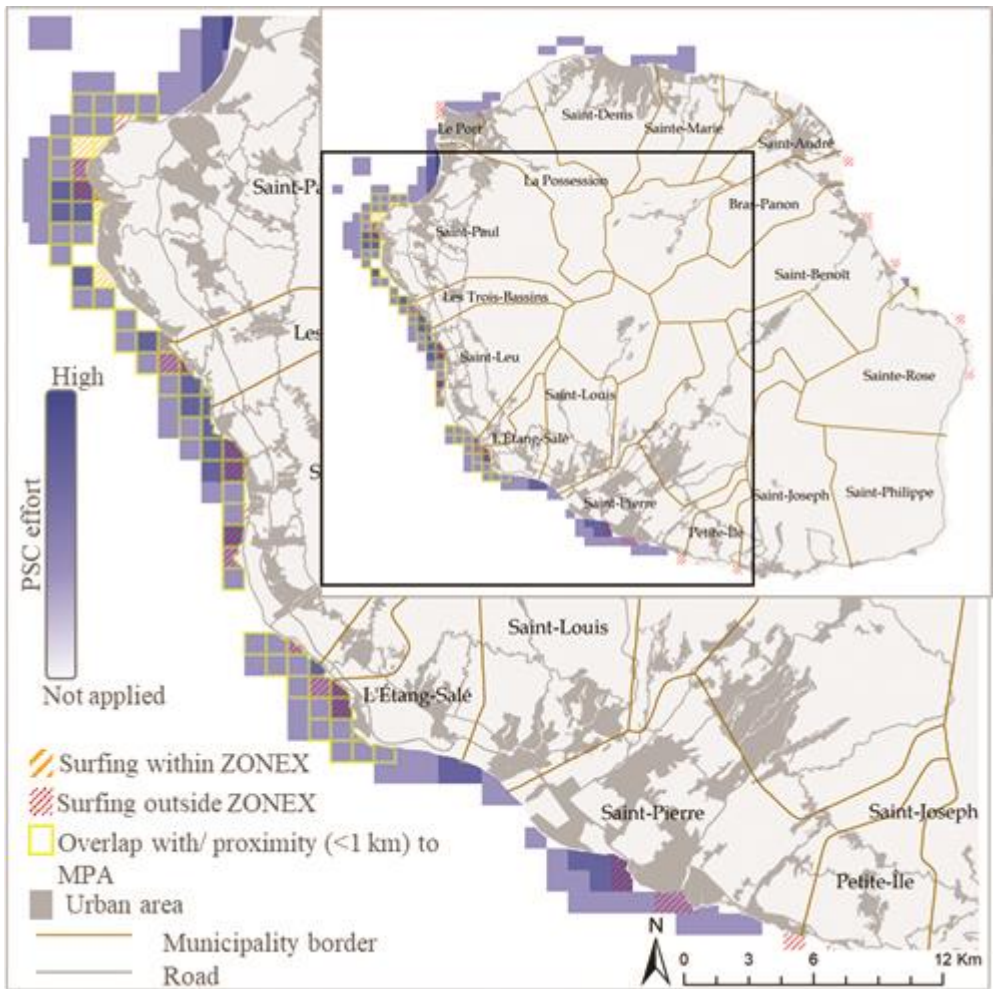 Saint-Denis
Le Port
Sainte-Marie
Saint-André
La Possession
Bras-Panon
Saint-Pa
Saint-Paul
Saint-Benoît
Les Trois-Bassins
Les
Saint-Leu
Sainte-Rose
Saint-Louis
L'Étang-Salé
S
Saint-Pierre
Saint-Joseph
Saint-Philippe
Petite-Île
High
PSC effort
Not applied
Saint-Louis
L'Étang-Salé
Saint-Pierre
Saint-Joseph
Petite-Île
Surfing within ZONEX
Surfing outside ZONEX
Overlap with/ proximity (<1 km) to
MPA
Urban area
Municipality border
Road
N
0 3 6 12 Km